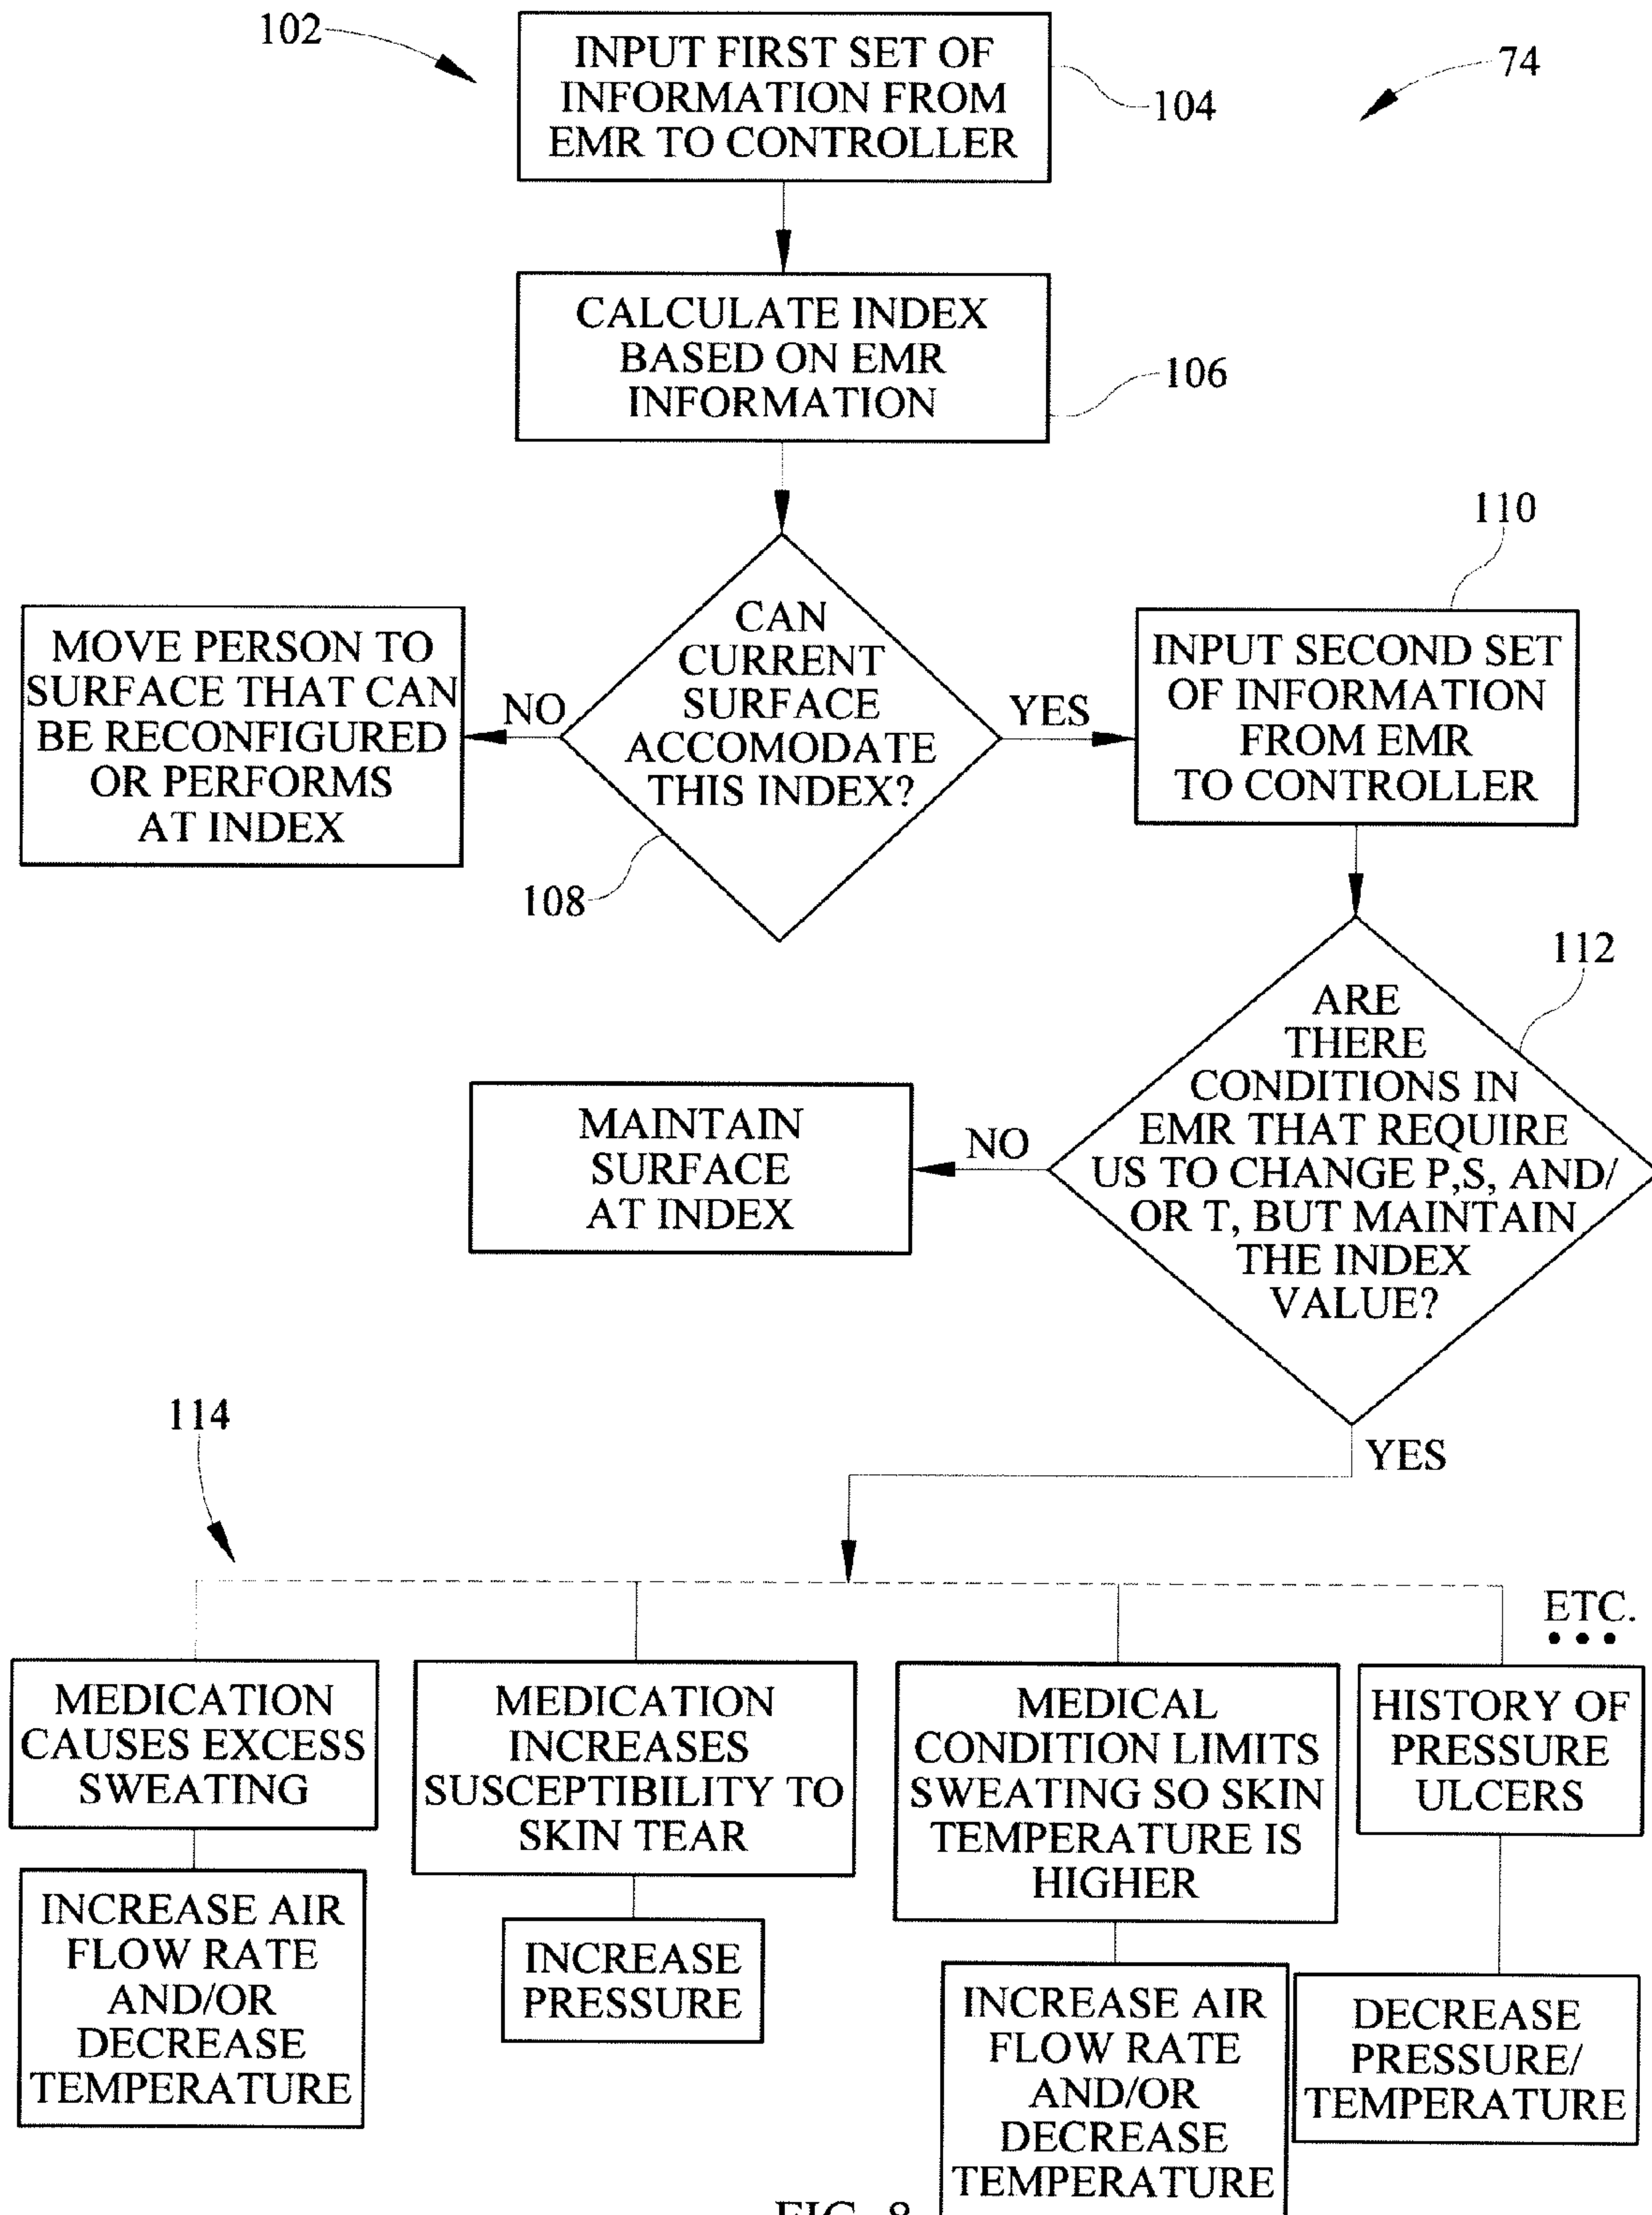 102
INPUT FIRST SET OF
INFORMATION FROM
EMR TO CONTROLLER
104
74
CALCULATE INDEX
BASED ON EMR
INFORMATION
106
CAN
CURRENT
SURFACE
ACCOMODATE
THIS INDEX?
108
NO
MOVE PERSON TO
SURFACE THAT CAN
BE RECONFIGURED
OR PERFORMS
AT INDEX
YES
110
INPUT SECOND SET
OF INFORMATION
FROM EMR
TO CONTROLLER
112
ARE
THERE
CONDITIONS IN
EMR THAT REQUIRE
US TO CHANGE P,S, AND/
OR T, BUT MAINTAIN
THE INDEX
VALUE?
NO
MAINTAIN
SURFACE
AT INDEX
YES
114
ETC.
MEDICATION
CAUSES EXCESS
SWEATING
INCREASE AIR
FLOW RATE
AND/OR
DECREASE
TEMPERATURE
MEDICATION
INCREASES
SUSCEPTIBILITY TO
SKIN TEAR
INCREASE
PRESSURE
MEDICAL
CONDITION LIMITS
SWEATING SO SKIN
TEMPERATURE IS
HIGHER
INCREASE AIR
FLOW RATE
AND/OR
DECREASE
TEMPERATURE
HISTORY OF
PRESSURE
ULCERS
DECREASE
PRESSURE/
TEMPERATURE
FIG. 8